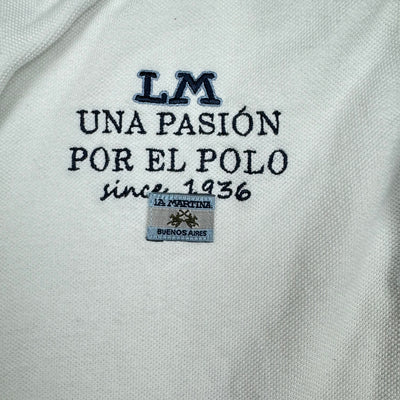 LM
UNA PASIÓN
POR EL POLO
since 1936
LA MARTINA
BUENOS AIRES